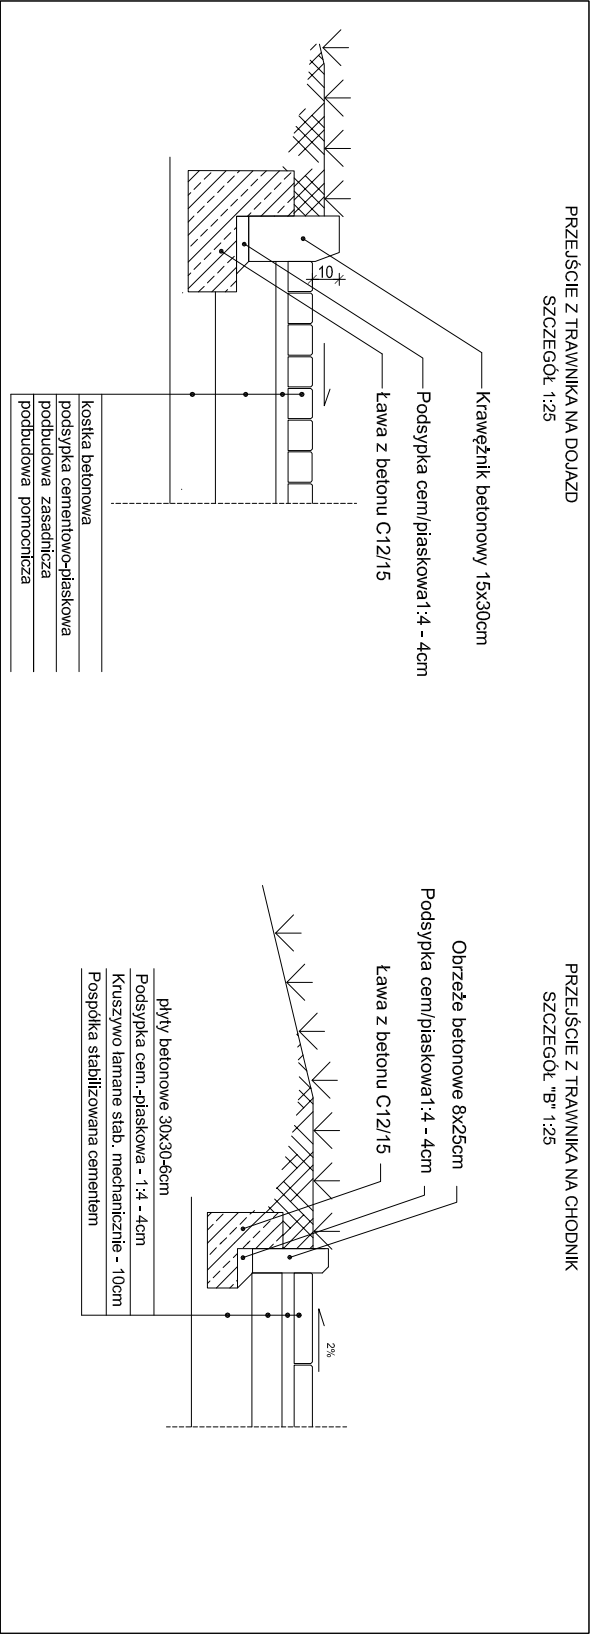 PRZEJŚCIE Z TRAWNIKA NA DOJAZD
SZCZEGÓŁ 1:25
Krawężnik betonowy 15x30cm
Podsypka cem/piaskowa1:4 - 4cm
Ława z betonu C12/15
10
kostka betonowa
podsypka cementowo-piaskowa
podbudowa zasadnicza
podbudowa pomocnicza
PRZEJŚCIE Z TRAWNIKA NA CHODNIK
SZCZEGÓŁ "B" 1:25
Obrzeże betonowe 8x25cm
Podsypka cem/piaskowa1:4 - 4cm
Ława z betonu C12/15
2%
płyty betonowe 30x30-6cm
Podsypka cem.-piaskowa - 1:4 - 4cm
Kruszywo łamane stab. mechanicznie - 10cm
Pospółka stabilizowana cementem